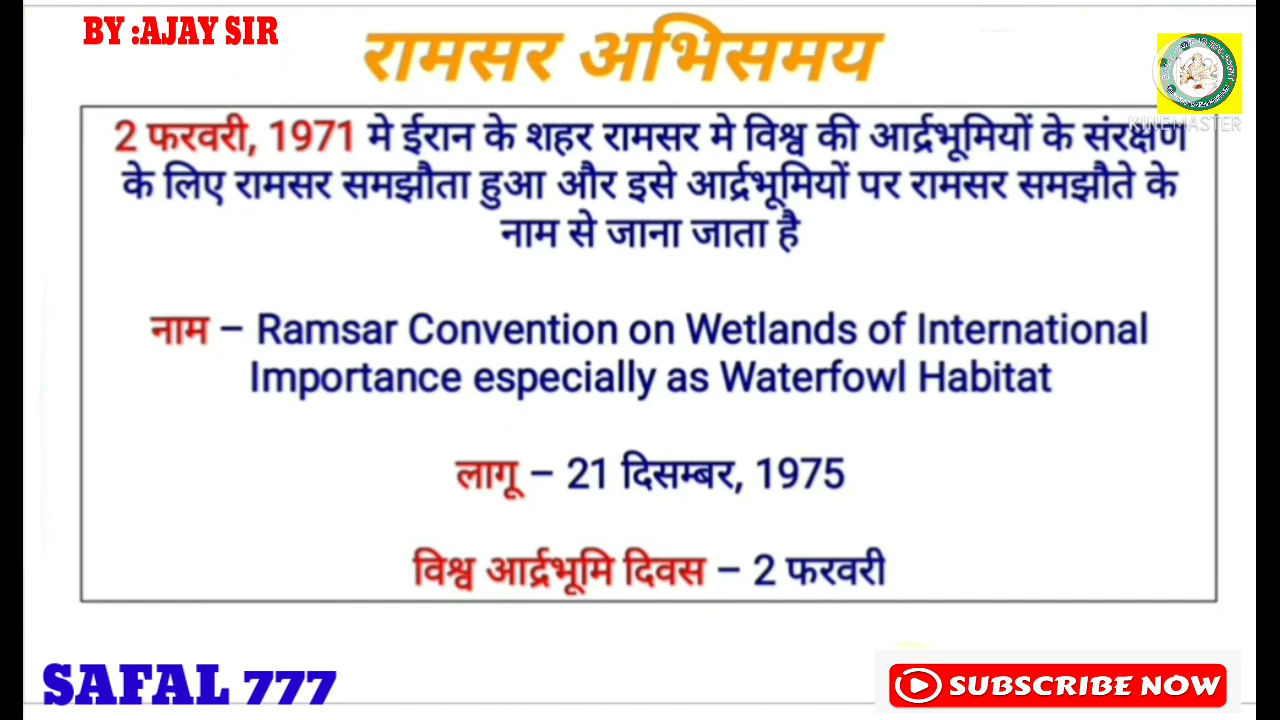 BY :AJAY SIR
रामसर अभिसमय
KINEMASTER
2 फरवरी, 1971 मे ईरान के शहर रामसर मे विश्व की आर्द्रभूमियों के संरक्षण
के लिए रामसर समझौता हुआ और इसे आर्द्रभूमियों पर रामसर समझौते के
नाम से जाना जाता है
नाम – Ramsar Convention on Wetlands of International
Importance especially as Waterfowl Habitat
लागू – 21 दिसम्बर, 1975
विश्व आर्द्रभूमि दिवस – 2 फरवरी
SAFAL 777
SUBSCRIBE NOW